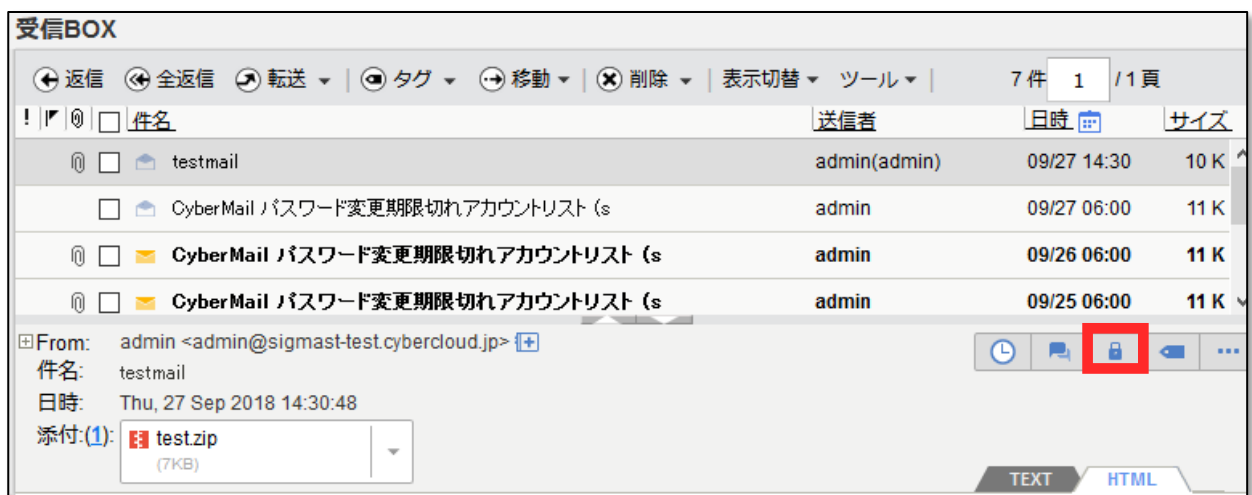 受信BOX
返信 全返信 転送 タグ 移動 削除 表示切替 ツール 7 件 1 / 1 頁
! 件名 送信者 日時 サイズ
testmail admin(admin) 09/27 14:30 10 K
CyberMail パスワード変更期限切れアカウントリスト (s admin 09/27 06:00 11 K
CyberMail パスワード変更期限切れアカウントリスト (s admin 09/26 06:00 11 K
CyberMail パスワード変更期限切れアカウントリスト (s admin 09/25 06:00 11 K
From: admin <admin@sigmast-test.cybercloud.jp>
件名: testmail
日時: Thu, 27 Sep 2018 14:30:48
添付:(1): test.zip
(7KB)
TEXT HTML